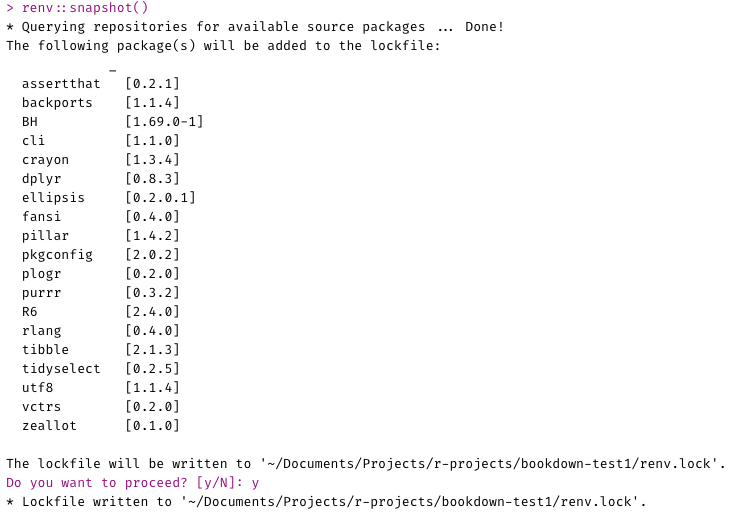 > renv::snapshot()
* Querying repositories for available source packages ... Done!
The following package(s) will be added to the lockfile:
_
assertthat [0.2.1]
backports [1.1.4]
BH [1.69.0-1]
cli [1.1.0]
crayon [1.3.4]
dplyr [0.8.3]
ellipsis [0.2.0.1]
fansi [0.4.0]
pillar [1.4.2]
pkgconfig [2.0.2]
plogr [0.2.0]
purrr [0.3.2]
R6 [2.4.0]
rlang [0.4.0]
tibble [2.1.3]
tidyselect [0.2.5]
utf8 [1.1.4]
vctrs [0.2.0]
zeallot [0.1.0]
The lockfile will be written to '~/Documents/Projects/r-projects/bookdown-test1/renv.lock'.
Do you want to proceed? [y/N]: y
* Lockfile written to '~/Documents/Projects/r-projects/bookdown-test1/renv.lock'.